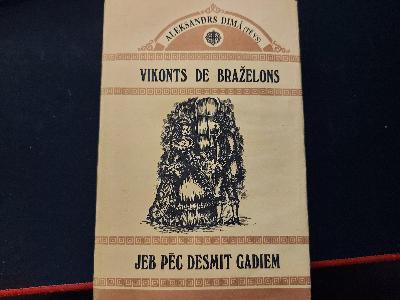 ALEKSANDRS DIMĀ (TĒVS)
VIKONTS DE BRAŽELONS
JEB PĒC DESMIT GADIEM